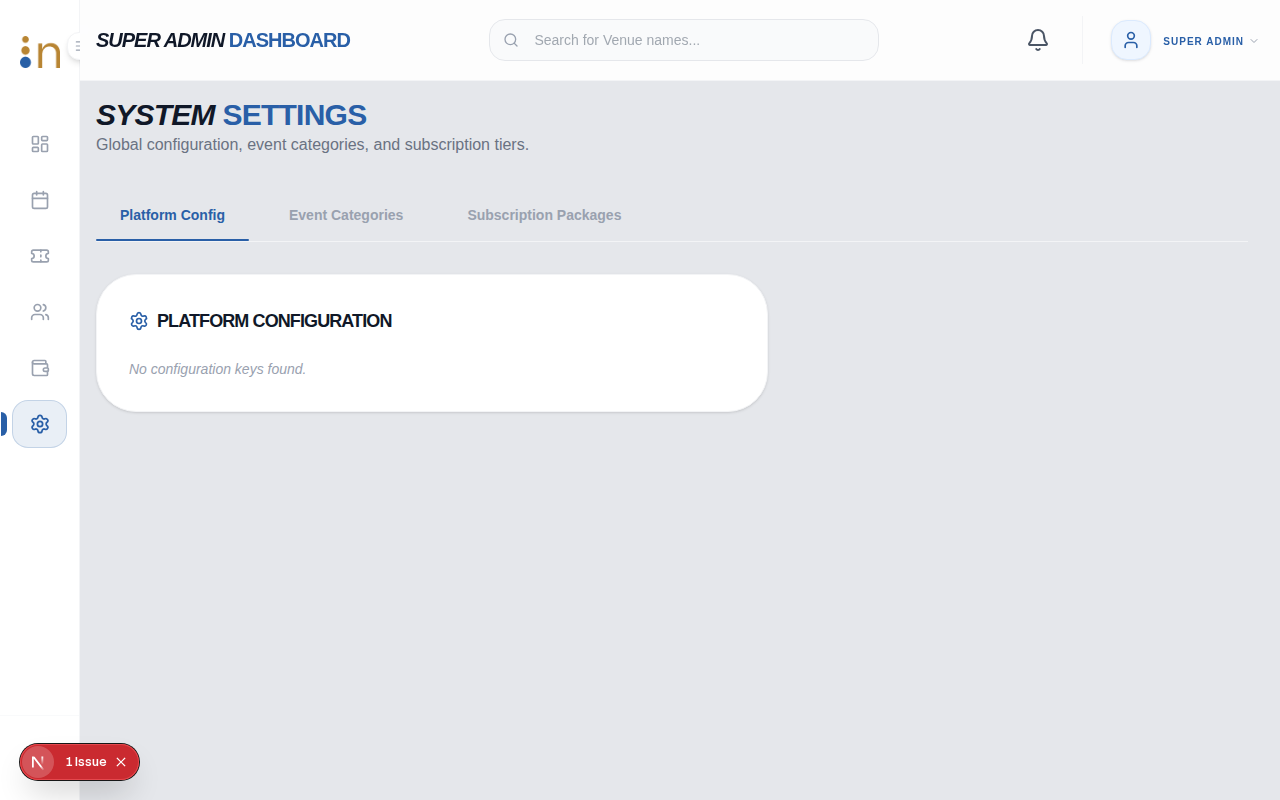 in
SUPER ADMIN DASHBOARD
Search for Venue names...
SUPER ADMIN
SYSTEM SETTINGS
Global configuration, event categories, and subscription tiers.
Platform Config
Event Categories
Subscription Packages
PLATFORM CONFIGURATION
No configuration keys found.
N
1 Issue